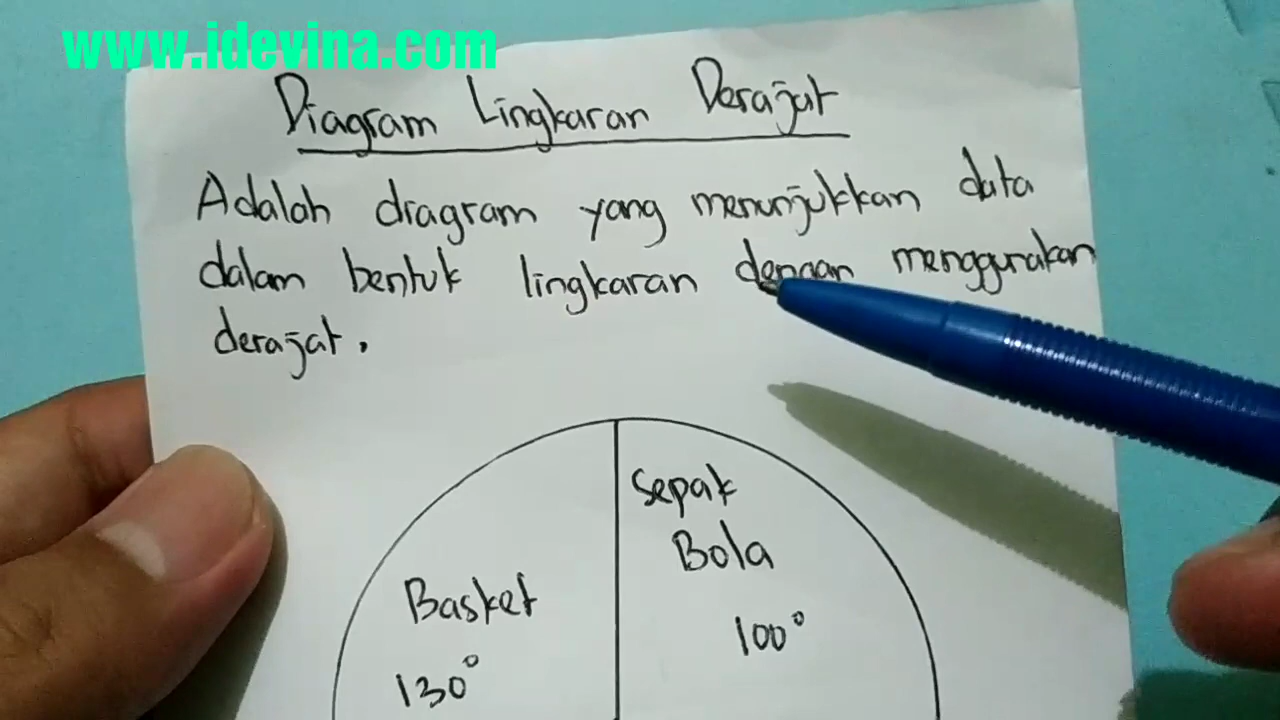 www.idevina.com
Diagram Lingkaran Derajat
Adalah diagram yang menunjukkan data
dalam bentuk lingkaran dengan menggunakan
derajat.
Sepak
Bola
100°
Basket
130°